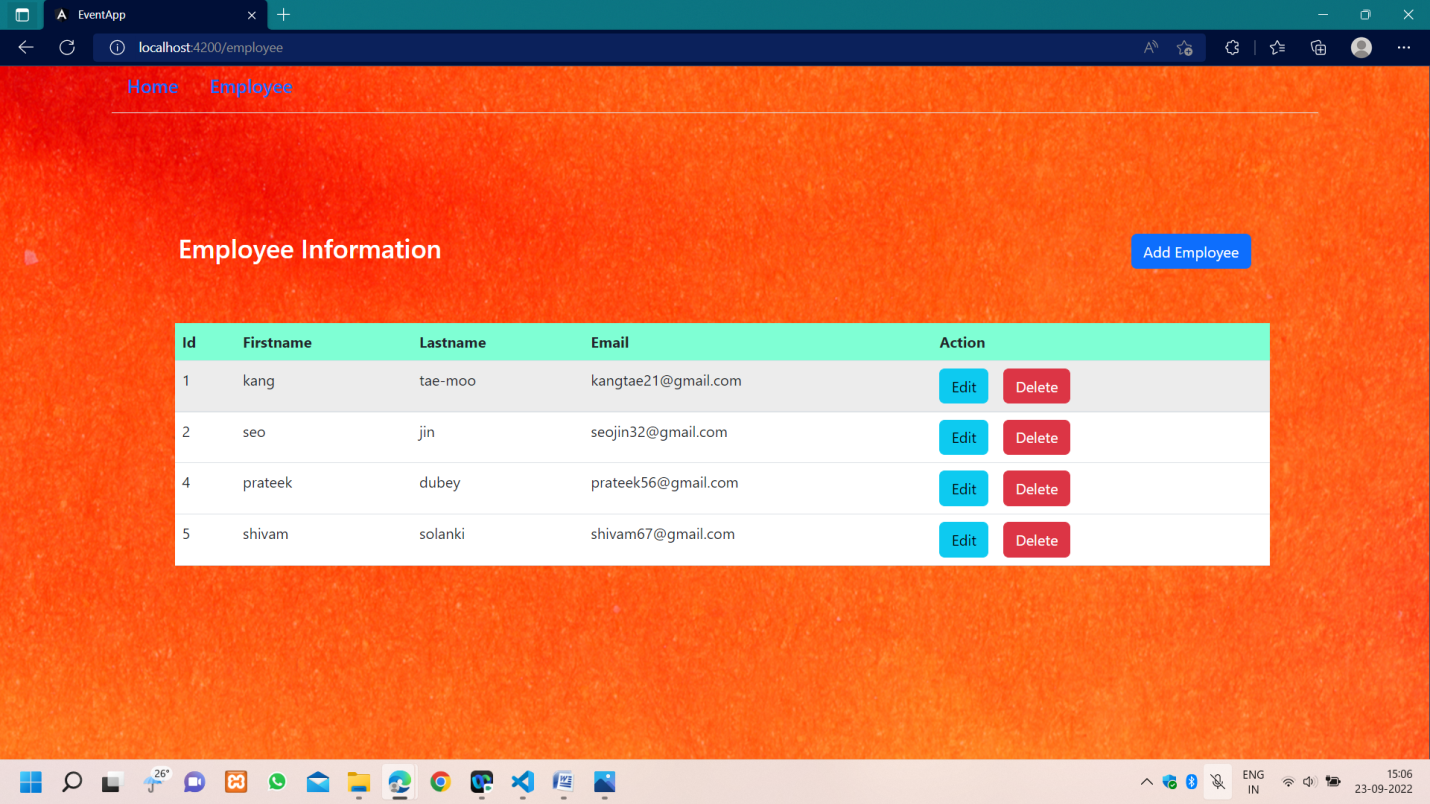 EventApp
localhost:4200/employee
Home Employee
Employee Information Add Employee
Id Firstname Lastname Email Action
1 kang tae-moo kangtae21@gmail.com Edit Delete
2 seo jin seojin32@gmail.com Edit Delete
4 prateek dubey prateek56@gmail.com Edit Delete
5 shivam solanki shivam67@gmail.com Edit Delete
26°
ENG 15:06
IN 23-09-2022